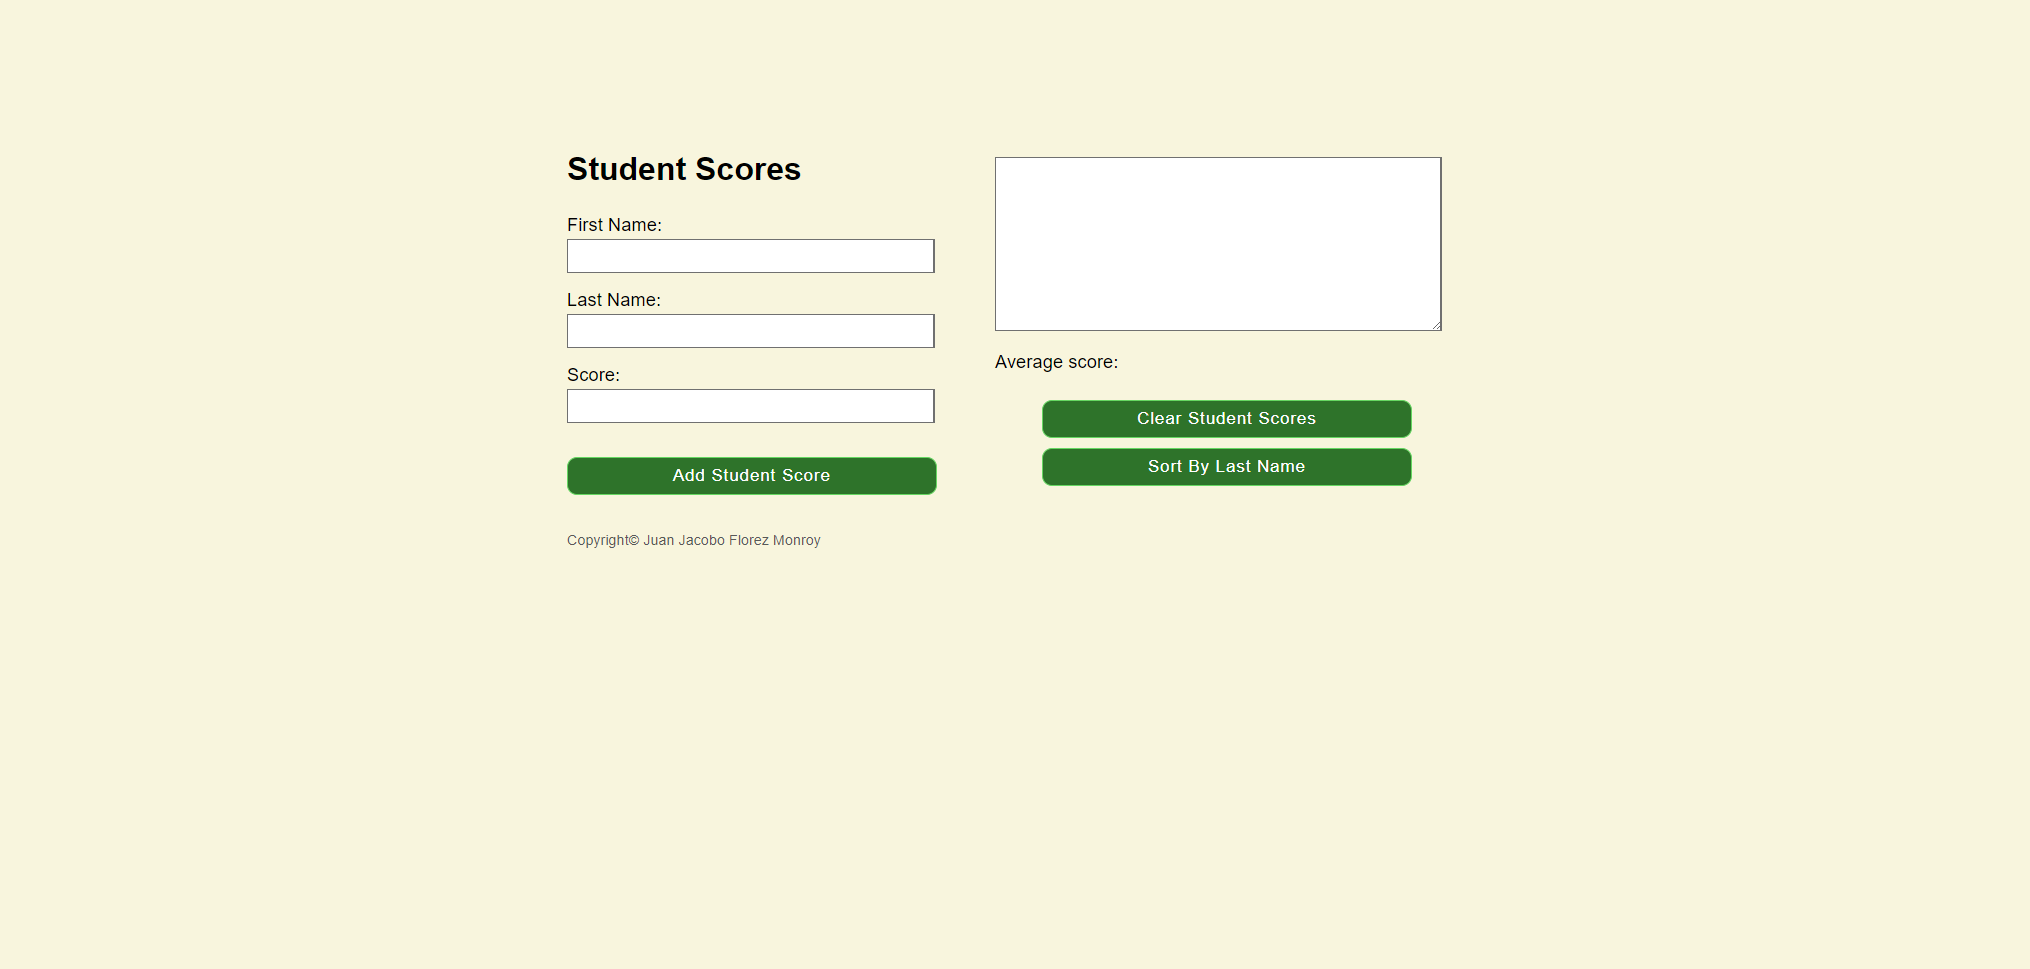 Student Scores
First Name:
Last Name:
Score:
Add Student Score
Average score:
Clear Student Scores
Sort By Last Name
Copyright© Juan Jacobo Florez Monroy